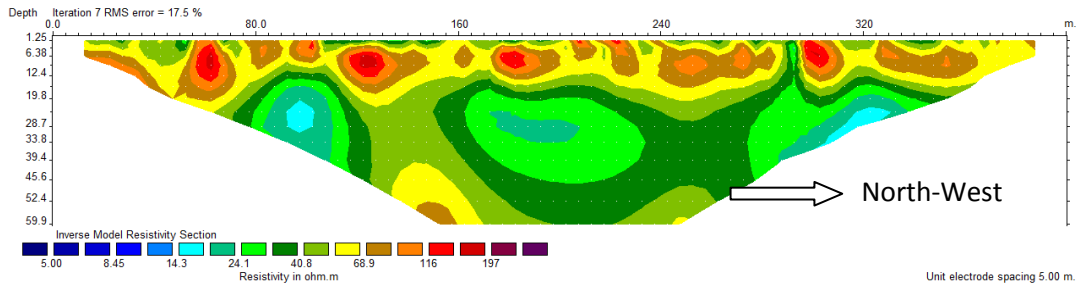 Depth Iteration 7 RMS error = 17.5 %
0.0 80.0 160 240 320 m.
1.25
6.38
12.4
19.8
28.7
33.8
39.4
45.6
52.4
59.9
North-West
Inverse Model Resistivity Section
5.00 8.45 14.3 24.1 40.8 68.9 116 197
Resistivity in ohm.m
Unit electrode spacing 5.00 m.